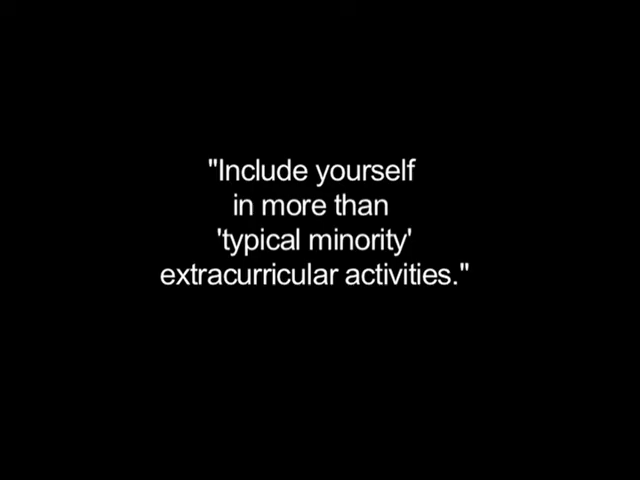 "Include yourself
in more than
'typical minority'
extracurricular activities."